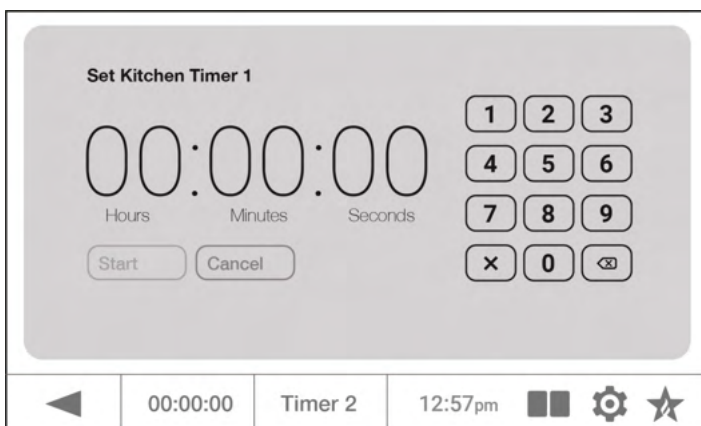 Set Kitchen Timer 1
00:00:00
Hours Minutes Seconds
Start Cancel
1 2 3
4 5 6
7 8 9
× 0
00:00:00 Timer 2 12:57pm